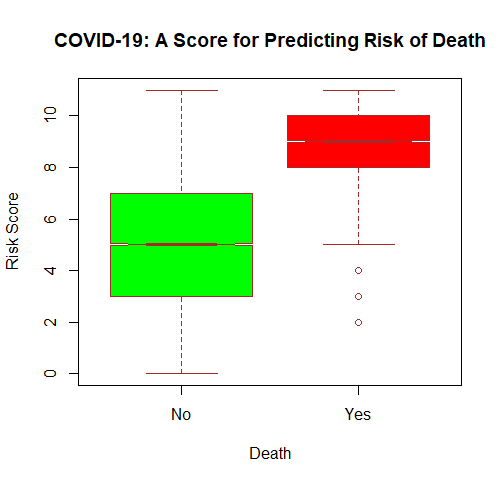 COVID-19: A Score for Predicting Risk of Death
Risk Score
10
8
6
4
2
0
No Yes
Death